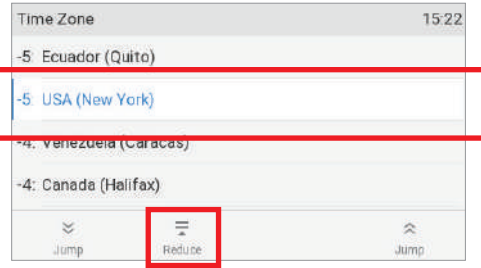 Time Zone 15:22
-5: Ecuador (Quito)
-5: USA (New York)
-4: Venezuela (Caracas)
-4: Canada (Halifax)
Jump Reduce Jump